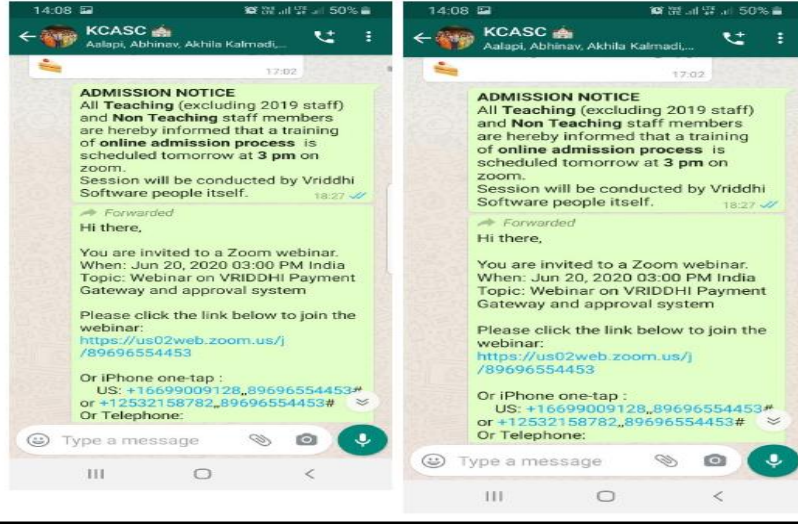 14:08 50%
KCASC
Aalapi, Abhinav, Akhila Kalmadi,...
17:02
ADMISSION NOTICE
All Teaching (excluding 2019 staff)
and Non Teaching staff members
are hereby informed that a training
of online admission process is
scheduled tomorrow at 3 pm on
zoom.
Session will be conducted by Vriddhi
Software people itself. 18:27
Forwarded
Hi there,
You are invited to a Zoom webinar.
When: Jun 20, 2020 03:00 PM India
Topic: Webinar on VRIDDHI Payment
Gateway and approval system
Please click the link below to join the
webinar:
https://us02web.zoom.us/j
/89696554453
Or iPhone one-tap :
US: +16699009128,,89696554453#
or +12532158782,,89696554453#
Or Telephone:
Type a message
14:08 50%
KCASC
Aalapi, Abhinav, Akhila Kalmadi,...
17:02
ADMISSION NOTICE
All Teaching (excluding 2019 staff)
and Non Teaching staff members
are hereby informed that a training
of online admission process is
scheduled tomorrow at 3 pm on
zoom.
Session will be conducted by Vriddhi
Software people itself. 18:27
Forwarded
Hi there,
You are invited to a Zoom webinar.
When: Jun 20, 2020 03:00 PM India
Topic: Webinar on VRIDDHI Payment
Gateway and approval system
Please click the link below to join the
webinar:
https://us02web.zoom.us/j
/89696554453
Or iPhone one-tap :
US: +16699009128,,89696554453#
or +12532158782,,89696554453#
Or Telephone:
Type a message